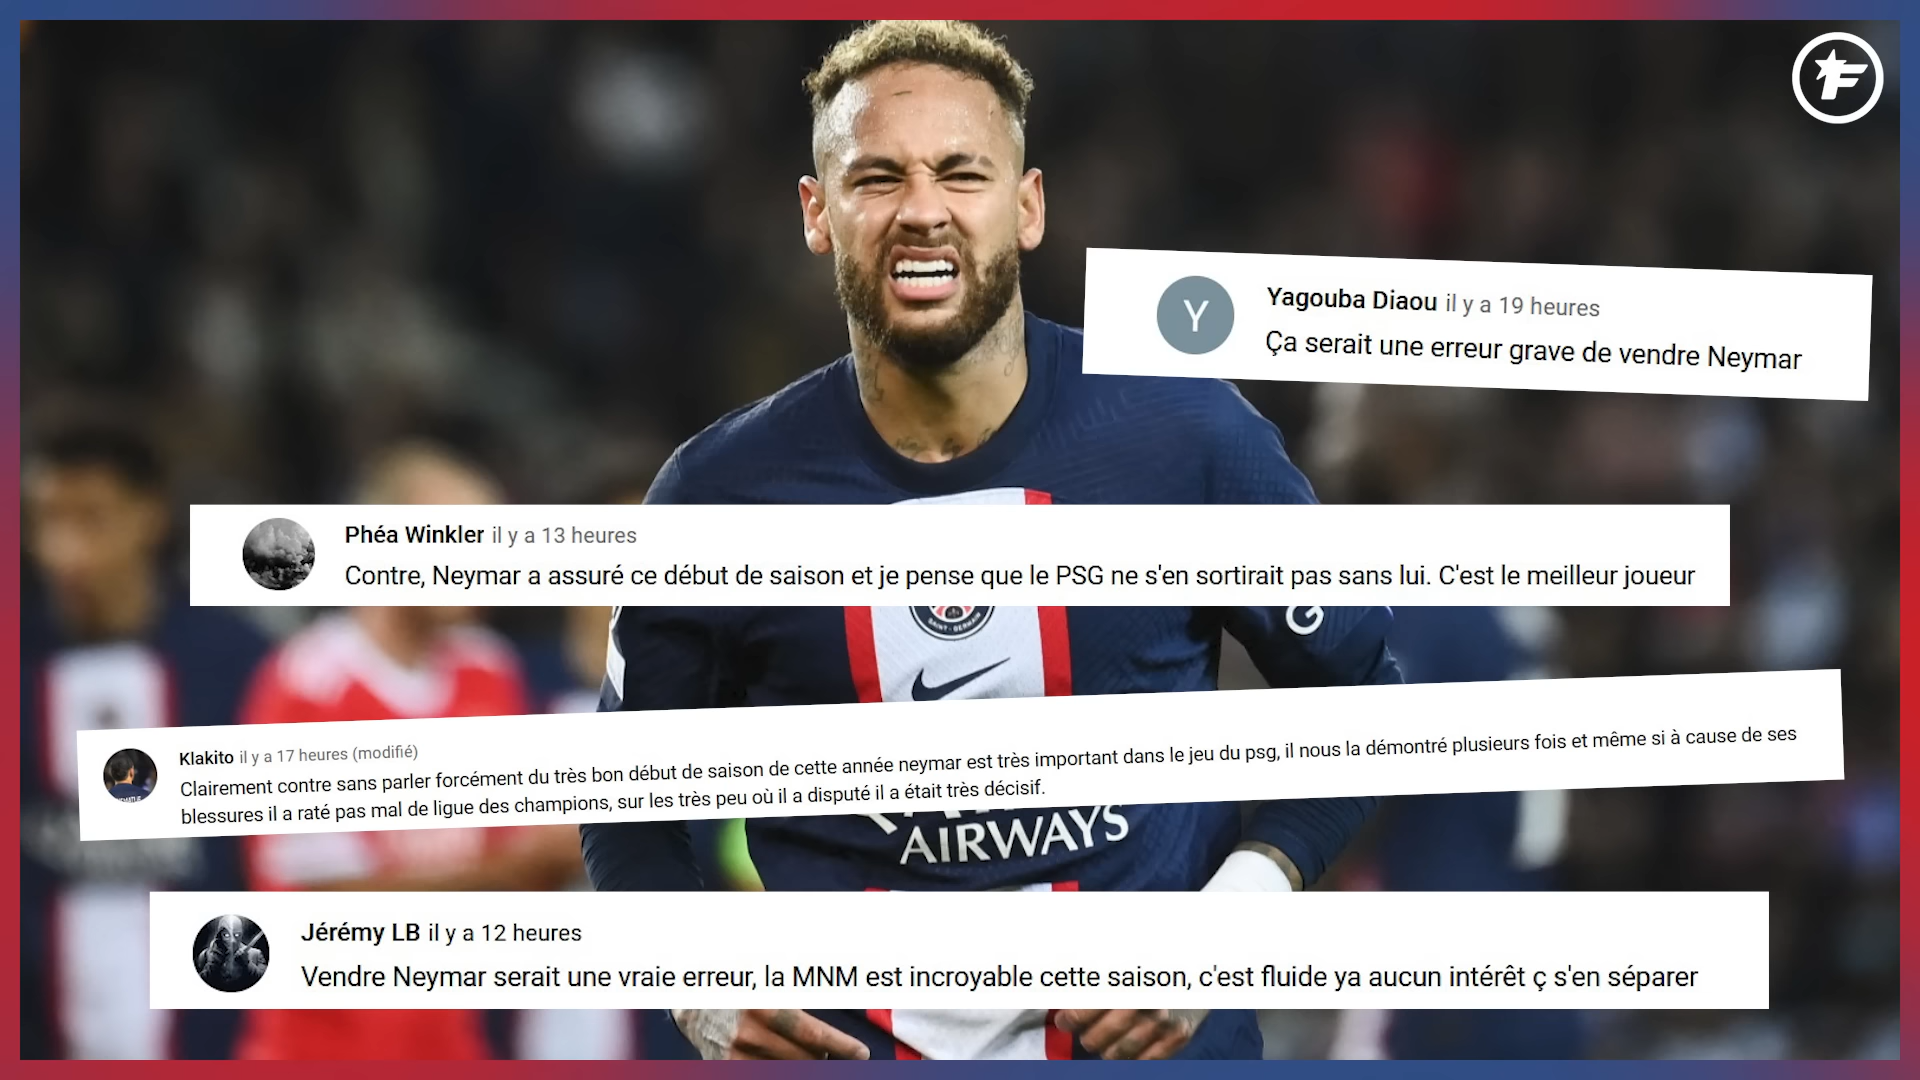 Y
Yagouba Diaou il y a 19 heures
Ça serait une erreur grave de vendre Neymar
Phéa Winkler il y a 13 heures
Contre, Neymar a assuré ce début de saison et je pense que le PSG ne s'en sortirait pas sans lui. C'est le meilleur joueur
SAINT-GERMAIN
G
Klakito il y a 17 heures (modifié)
Clairement contre sans parler forcément du très bon début de saison de cette année neymar est très important dans le jeu du psg, il nous la démontré plusieurs fois et même si à cause de ses
blessures il a raté pas mal de ligue des champions, sur les très peu où il a disputé il a était très décisif.
AIRWAYS
Jérémy LB il y a 12 heures
Vendre Neymar serait une vraie erreur, la MNM est incroyable cette saison, c'est fluide ya aucun intérêt ç s'en séparer